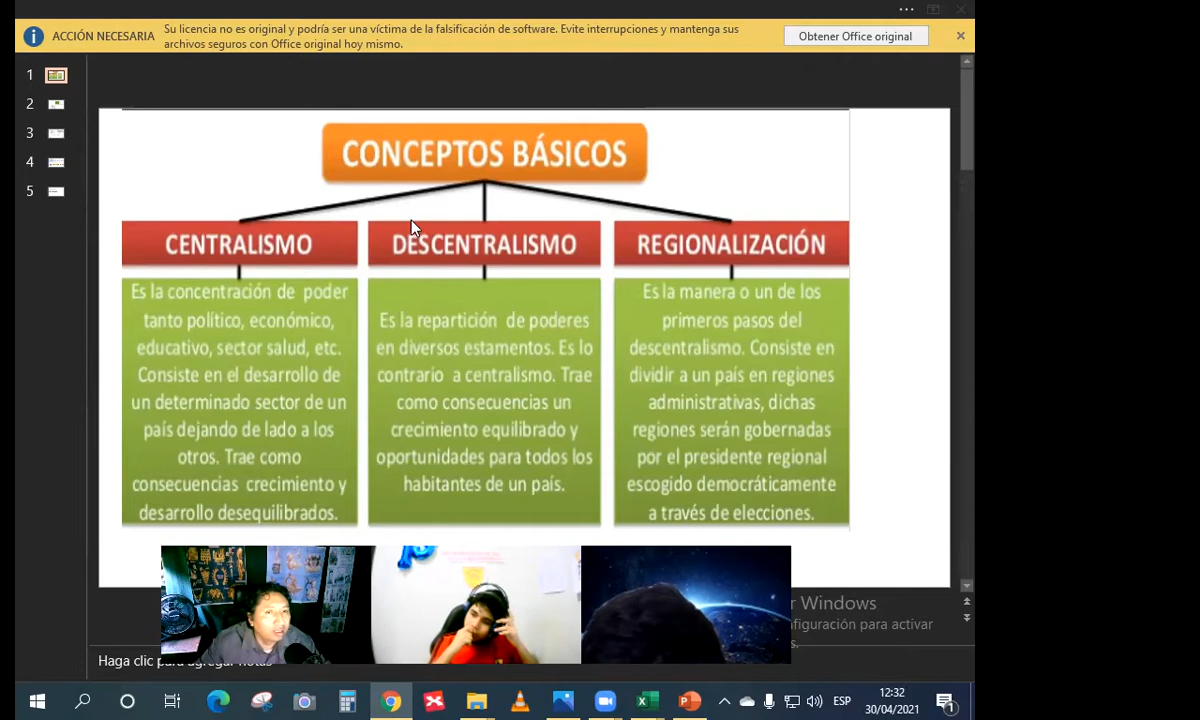 ACCIÓN NECESARIA
Su licencia no es original y podría ser una víctima de la falsificación de software. Evite interrupciones y mantenga sus
archivos seguros con Office original hoy mismo.
Obtener Office original
1
2
3
4
5
CONCEPTOS BÁSICOS
CENTRALISMO
Es la concentración de poder
tanto político, económico,
educativo, sector salud, etc.
Consiste en el desarrollo de
un determinado sector de un
país dejando de lado a los
otros. Trae como
consecuencias crecimiento y
desarrollo desequilibrados.
DESCENTRALISMO
Es la repartición de poderes
en diversos estamentos. Es lo
contrario a centralismo. Trae
como consecuencias un
crecimiento equilibrado y
oportunidades para todos los
habitantes de un país.
REGIONALIZACIÓN
Es la manera o un de los
primeros pasos del
descentralismo. Consiste en
dividir a un país en regiones
administrativas, dichas
regiones serán gobernadas
por el presidente regional
escogido democráticamente
a través de elecciones.
r Windows
nfiguración para activar
s.
Haga clic para agregar notas
ESP
12:32
30/04/2021
1